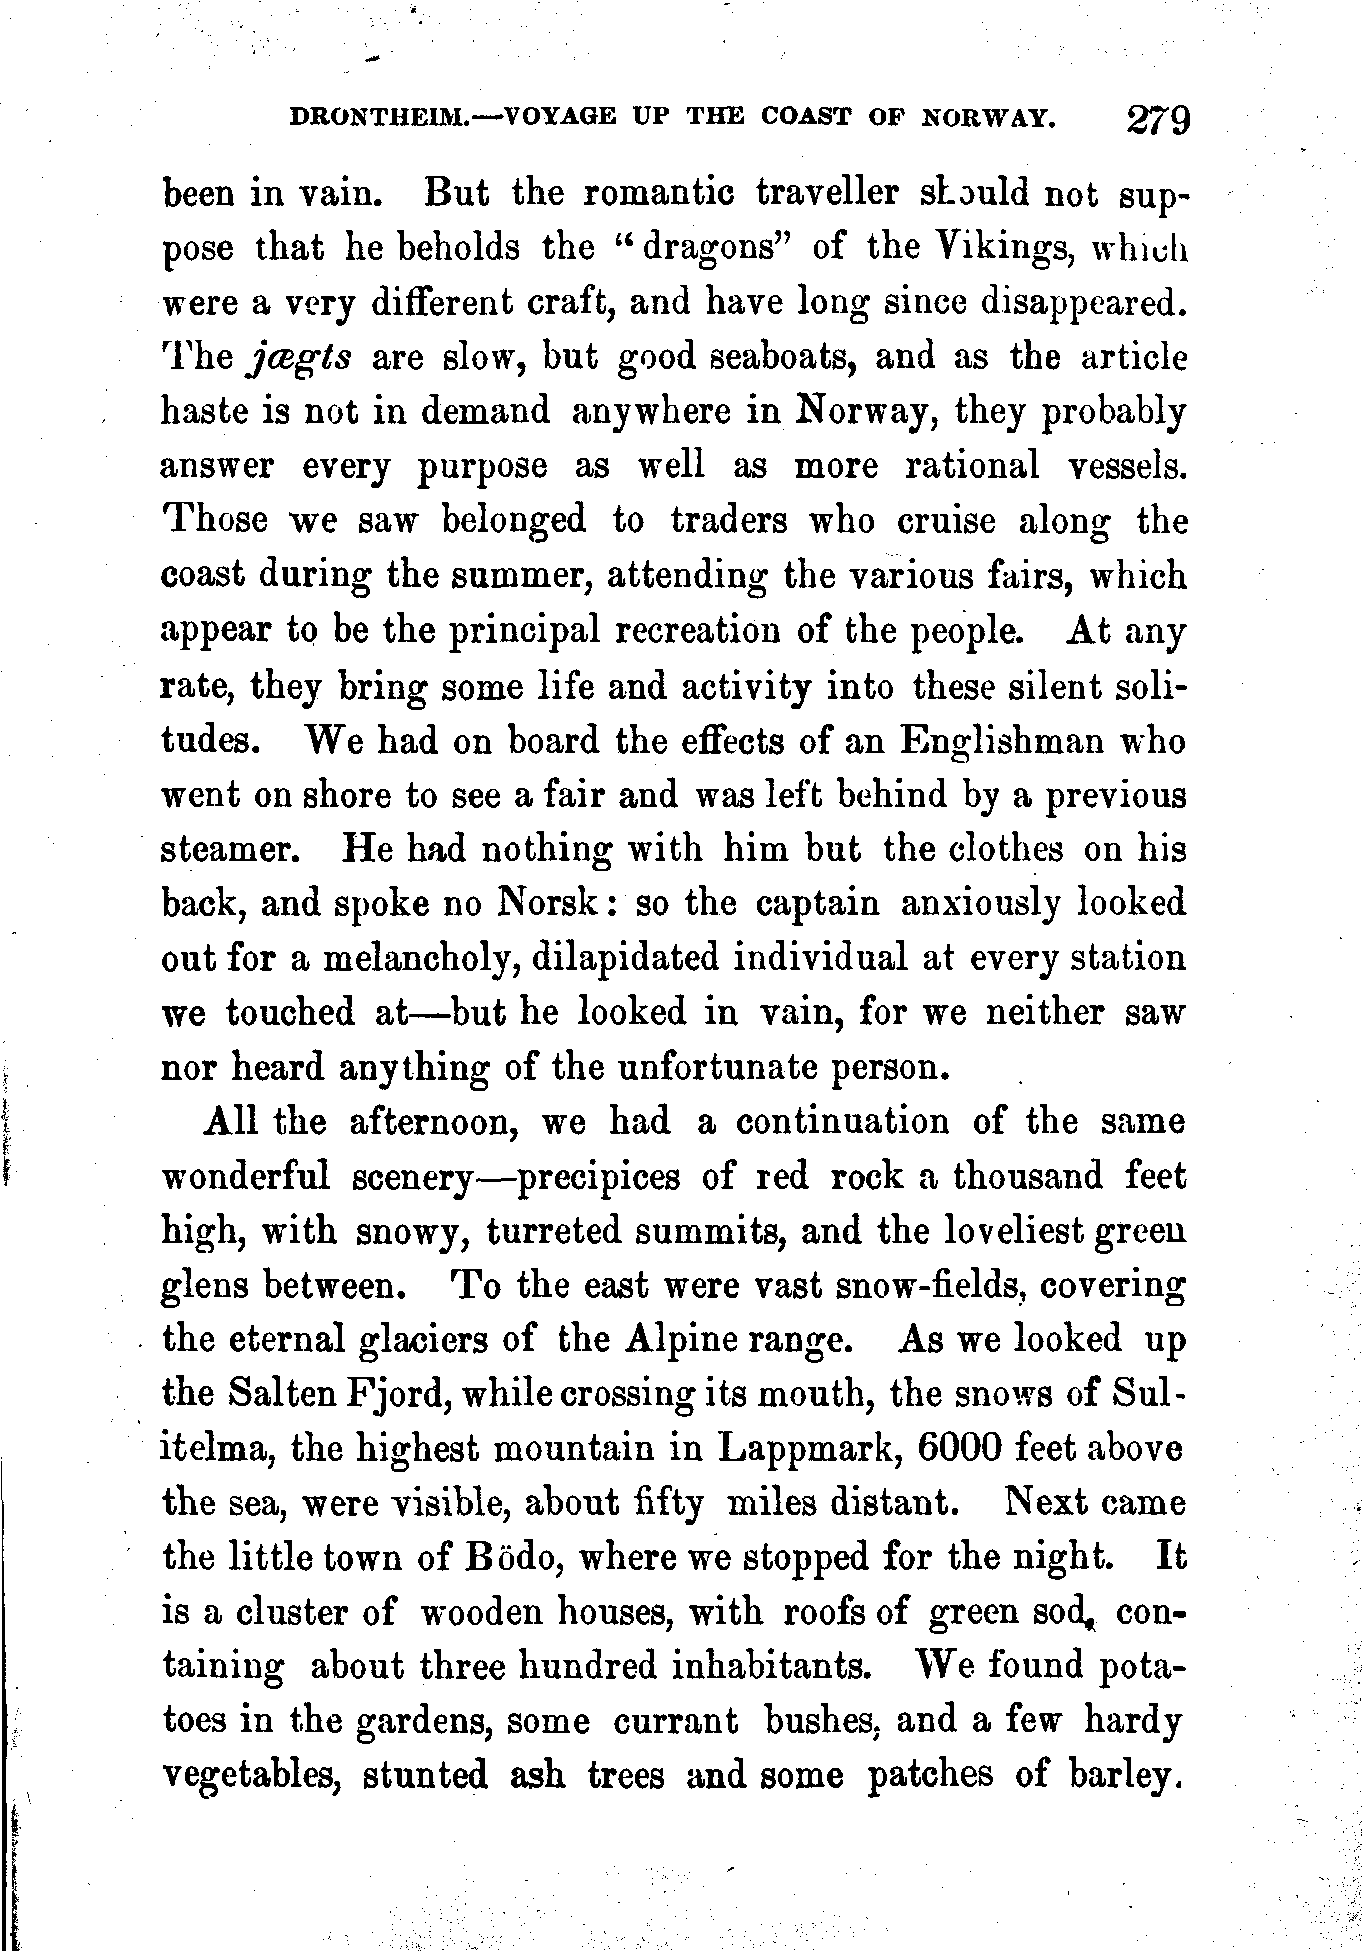 DRONTHEIM.—VOYAGE UP THE COAST OF NORWAY. 279
been in vain. But the romantic traveller should not sup-
pose that he beholds the "dragons" of the Vikings, which
were a very different craft, and have long since disappeared.
The jœgts are slow, but good seaboats, and as the article
haste is not in demand anywhere in Norway, they probably
answer every purpose as well as more rational vessels.
Those we saw belonged to traders who cruise along the
coast during the summer, attending the various fairs, which
appear to be the principal recreation of the people. At any
rate, they bring some life and activity into these silent soli-
tudes. We had on board the effects of an Englishman who
went on shore to see a fair and was left behind by a previous
steamer. He had nothing with him but the clothes on his
back, and spoke no Norsk: so the captain anxiously looked
out for a melancholy, dilapidated individual at every station
we touched at—but he looked in vain, for we neither saw
nor heard anything of the unfortunate person.
All the afternoon, we had a continuation of the same
wonderful scenery—precipices of red rock a thousand feet
high, with snowy, turreted summits, and the loveliest green
glens between. To the east were vast snow-fields, covering
the eternal glaciers of the Alpine range. As we looked up
the Salten Fjord, while crossing its mouth, the snows of Sul-
itelma, the highest mountain in Lappmark, 6000 feet above
the sea, were visible, about fifty miles distant. Next came
the little town of Bödo, where we stopped for the night. It
is a cluster of wooden houses, with roofs of green sod, con-
taining about three hundred inhabitants. We found pota-
toes in the gardens, some currant bushes, and a few hardy
vegetables, stunted ash trees and some patches of barley.